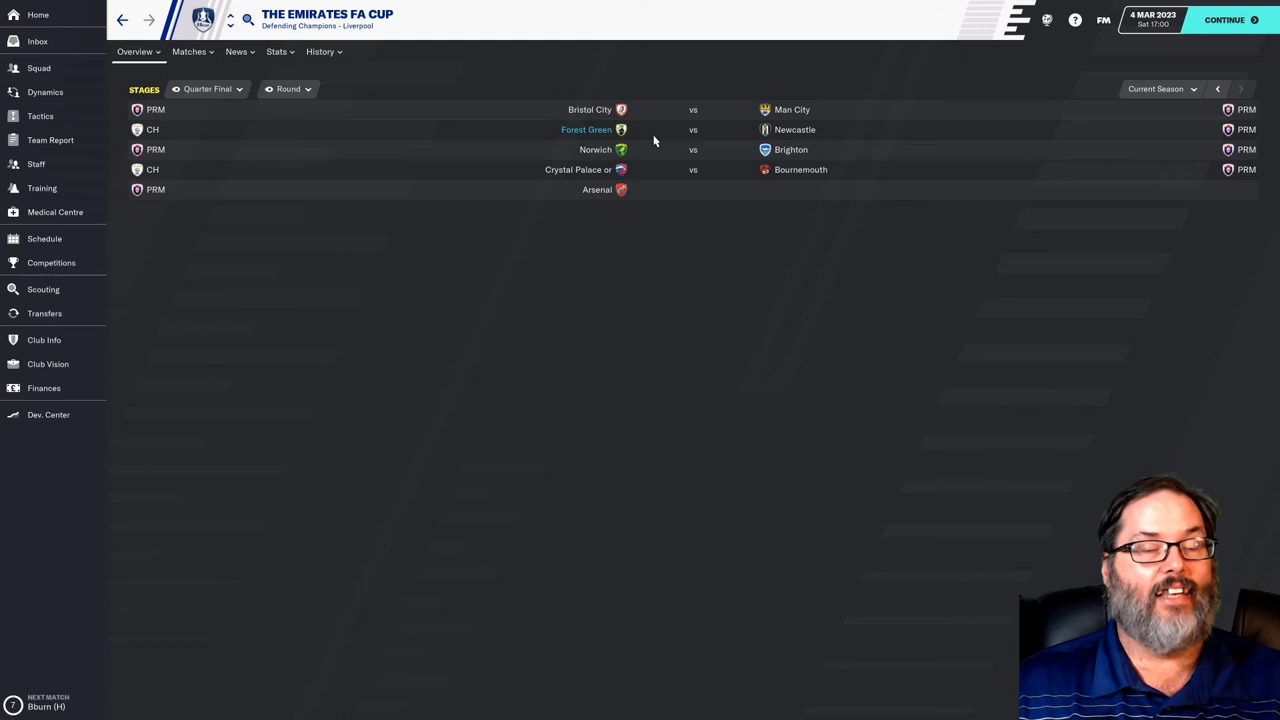 Home
THE EMIRATES FA CUP
Defending Champions - Liverpool
FM
4 MAR 2023
Sat 17:00
CONTINUE
Inbox
Squad
Dynamics
Tactics
Team Report
Staff
Training
Medical Centre
Schedule
Competitions
Scouting
Transfers
Club Info
Club Vision
Finances
Dev. Center
NEXT MATCH
7 Bburn (H)
Overview Matches News Stats History
STAGES Quarter Final Round Current Season
PRM Bristol City vs Man City PRM
CH Forest Green vs Newcastle PRM
PRM Norwich vs Brighton PRM
CH Crystal Palace or vs Bournemouth PRM
PRM Arsenal